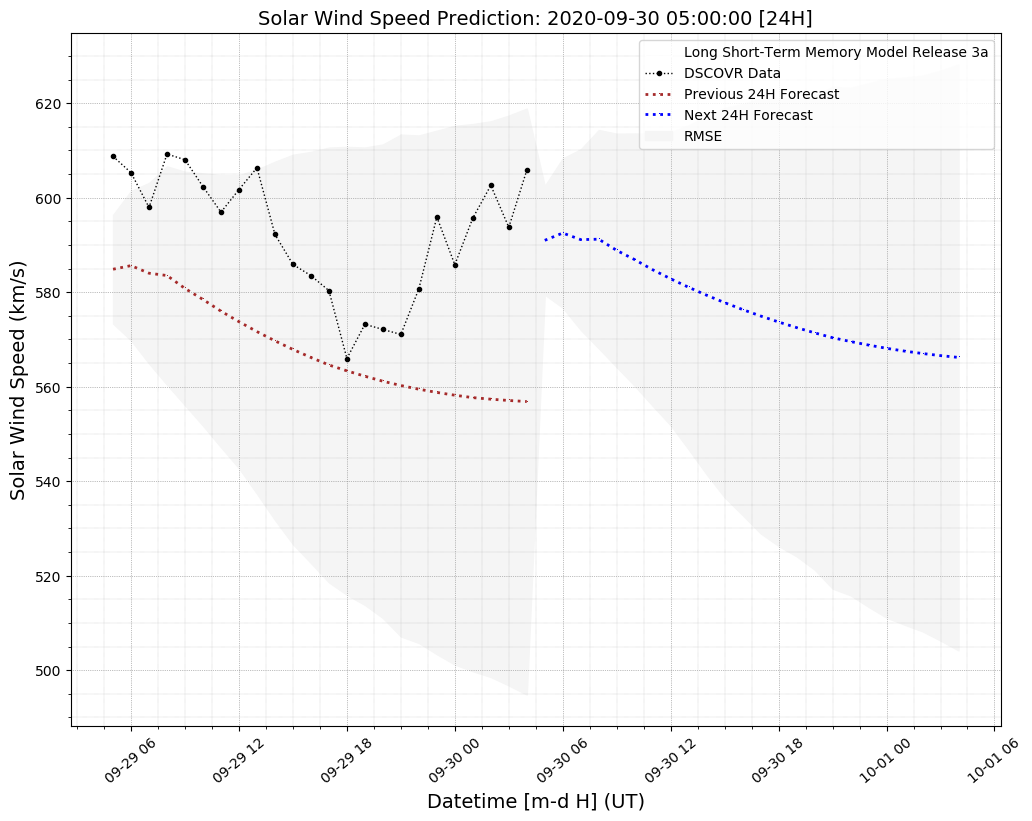 Solar Wind Speed Prediction: 2020-09-30 05:00:00 [24H]
Long Short-Term Memory Model Release 3a
DSCOVR Data
Previous 24H Forecast
Next 24H Forecast
RMSE
Solar Wind Speed (km/s)
620
600
580
560
540
520
500
09-29 06
09-29 12
09-29 18
09-30 00
09-30 06
09-30 12
09-30 18
10-01 00
10-01 06
Datetime [m-d H] (UT)